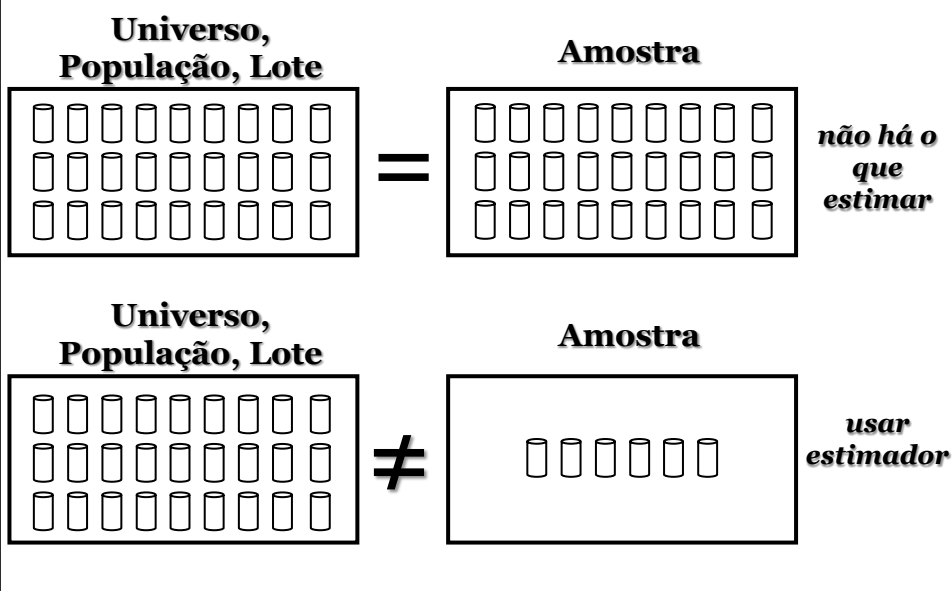 Universo,
População, Lote
Amostra
=
não há o
que
estimar
Universo,
População, Lote
Amostra
≠
usar
estimador